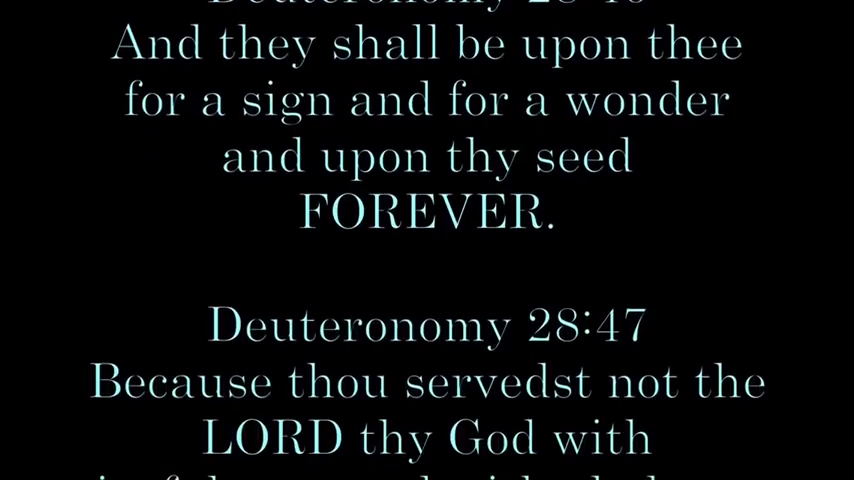 Deuteronomy 28:46
And they shall be upon thee
for a sign and for a wonder
and upon thy seed
FOREVER.
Deuteronomy 28:47
Because thou servedst not the
LORD thy God with